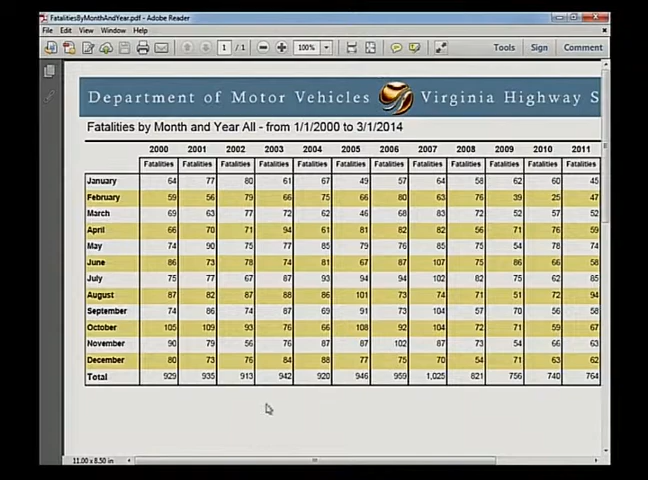 FatalitiesByMonthAndYear.pdf - Adobe Reader
File Edit View Window Help
1 / 1 100% Tools Sign Comment
Department of Motor Vehicles Virginia Highway S
Fatalities by Month and Year All - from 1/1/2000 to 3/1/2014
2000 2001 2002 2003 2004 2005 2006 2007 2008 2009 2010 2011
Fatalities Fatalities Fatalities Fatalities Fatalities Fatalities Fatalities Fatalities Fatalities Fatalities Fatalities Fatalities
January 64 77 80 61 67 49 57 64 58 62 60 45
February 59 56 79 66 75 66 80 63 76 39 25 47
March 69 63 77 72 62 46 68 83 72 52 57 52
April 66 70 71 94 61 81 82 82 56 71 76 59
May 74 90 75 77 85 79 76 85 75 54 78 74
June 86 73 78 74 81 67 87 107 75 86 66 58
July 75 77 67 87 93 94 94 102 82 75 62 85
August 87 82 87 88 86 101 73 74 71 51 72 94
September 74 86 74 87 69 91 73 104 57 70 56 58
October 105 109 93 76 66 108 92 104 72 71 59 67
November 90 79 56 76 87 87 102 87 73 54 66 63
December 80 73 76 84 88 77 75 70 54 71 63 62
Total 929 935 913 942 920 946 959 1,025 821 756 740 764
11.00 x 8.50 in